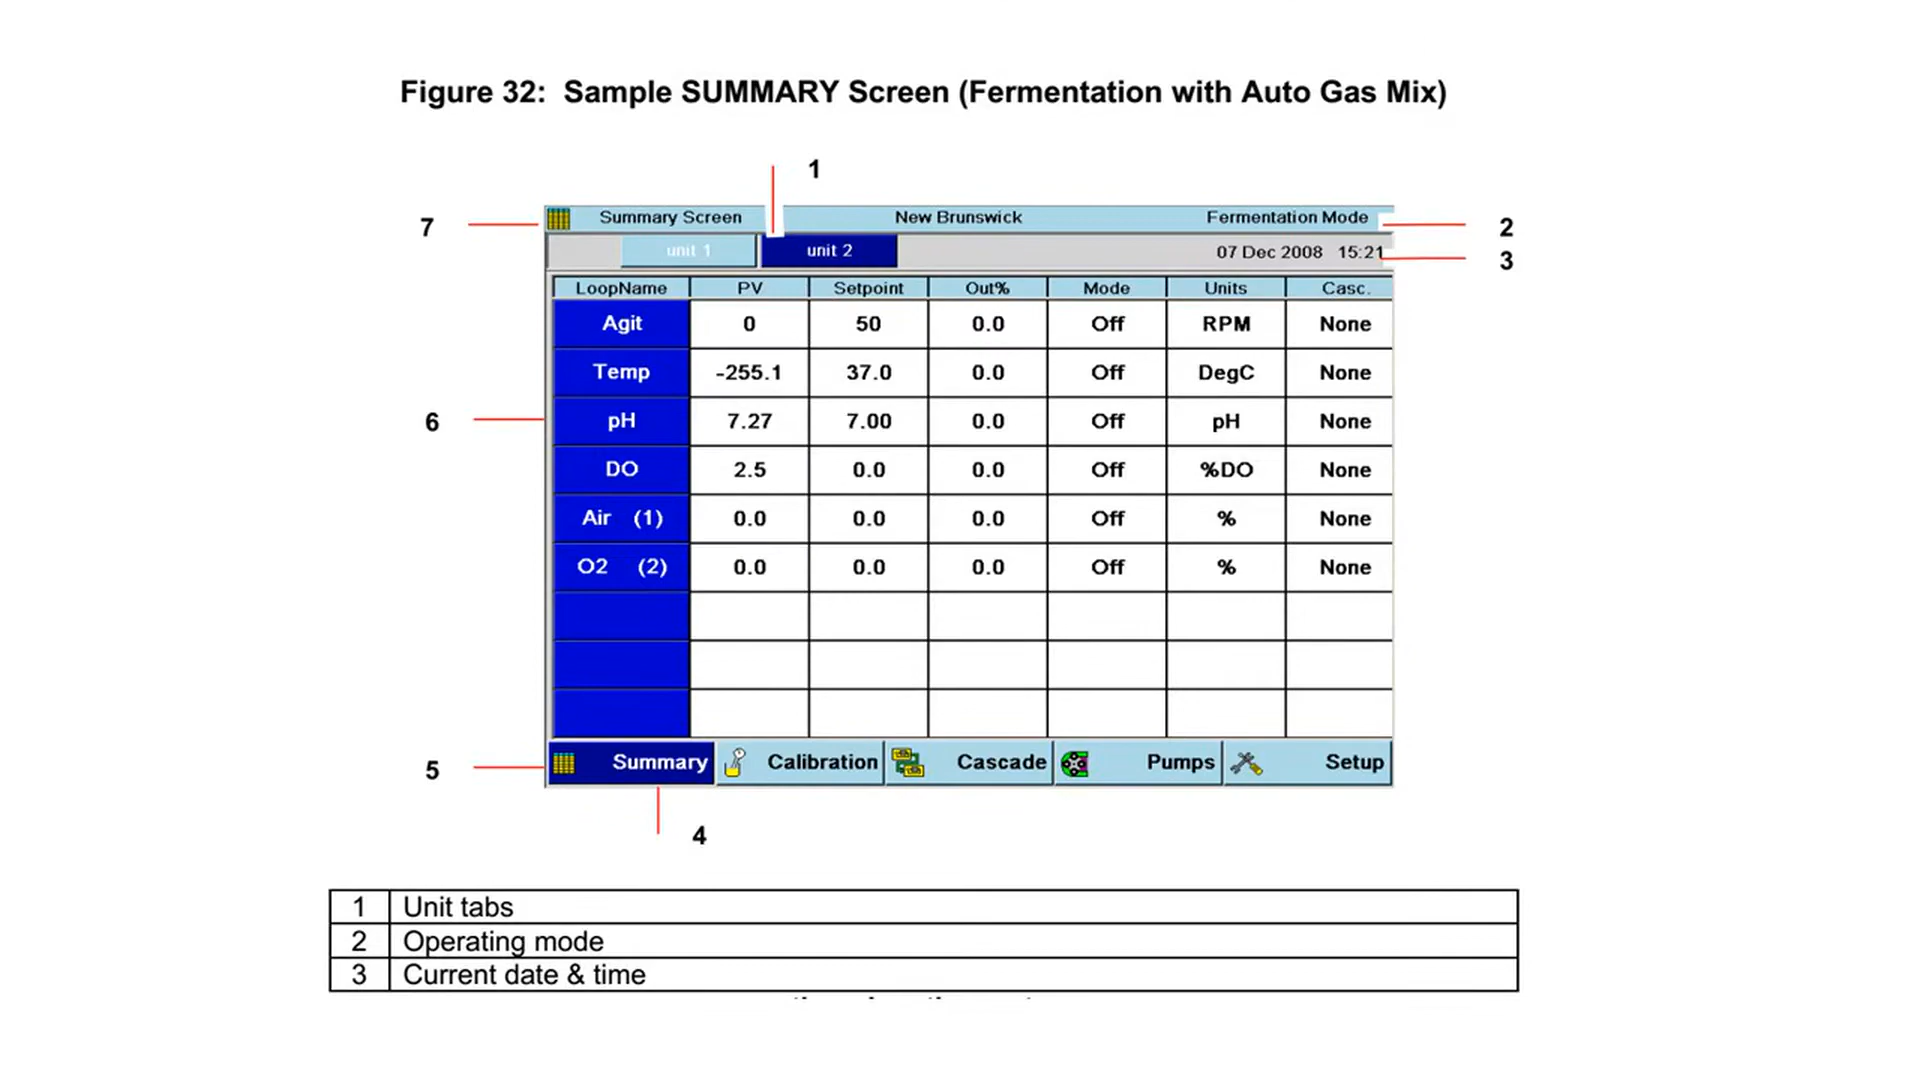 Figure 32:  Sample SUMMARY Screen (Fermentation with Auto Gas Mix)
1
7
Summary Screen New Brunswick Fermentation Mode
2
unit 1 unit 2 07 Dec 2008 15:21
3
LoopName PV Setpoint Out% Mode Units Casc.
Agit 0 50 0.0 Off RPM None
Temp -255.1 37.0 0.0 Off DegC None
6
pH 7.27 7.00 0.0 Off pH None
DO 2.5 0.0 0.0 Off %DO None
Air (1) 0.0 0.0 0.0 Off % None
O2 (2) 0.0 0.0 0.0 Off % None
5
Summary Calibration Cascade Pumps Setup
4
1 Unit tabs
2 Operating mode
3 Current date & time